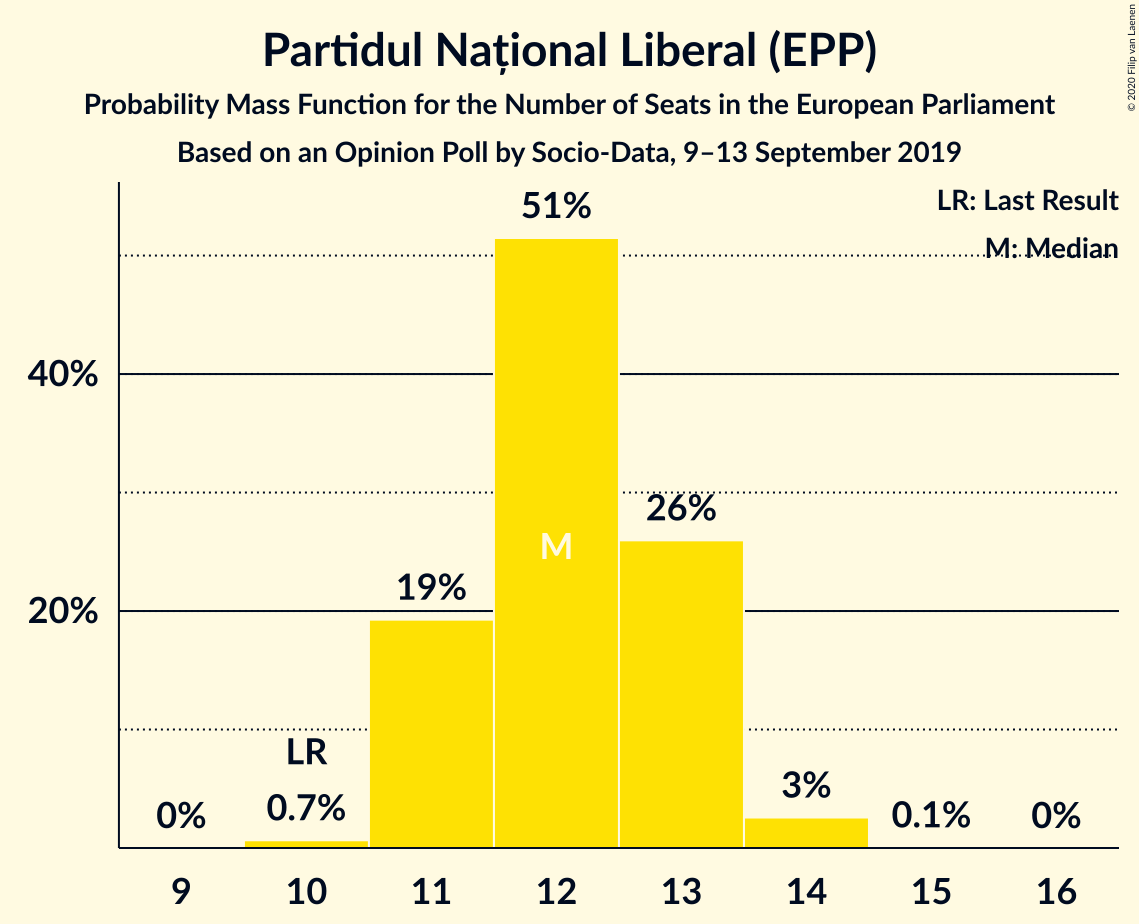 Partidul Național Liberal (EPP)
Probability Mass Function for the Number of Seats in the European Parliament
Based on an Opinion Poll by Socio-Data, 9–13 September 2019
© 2020 Filip van Laenen
LR: Last Result
M: Median
51%
40%
26%
M
19%
20%
LR
0%
0.7%
3%
0.1%
0%
9 10 11 12 13 14 15 16